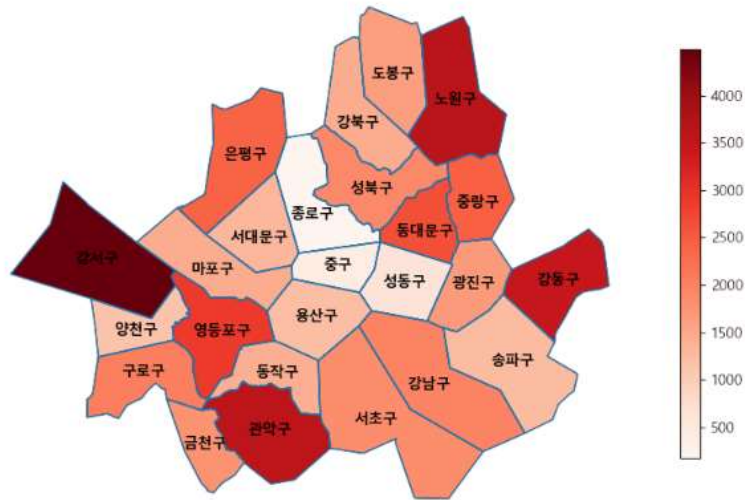 도봉구
노원구
강북구
은평구
성북구
중랑구
종로구
동대문구
서대문구
강서구
마포구
중구
성동구
광진구
강동구
양천구
영등포구
용산구
송파구
구로구
동작구
강남구
서초구
관악구
금천구
4000
3500
3000
2500
2000
1500
1000
500